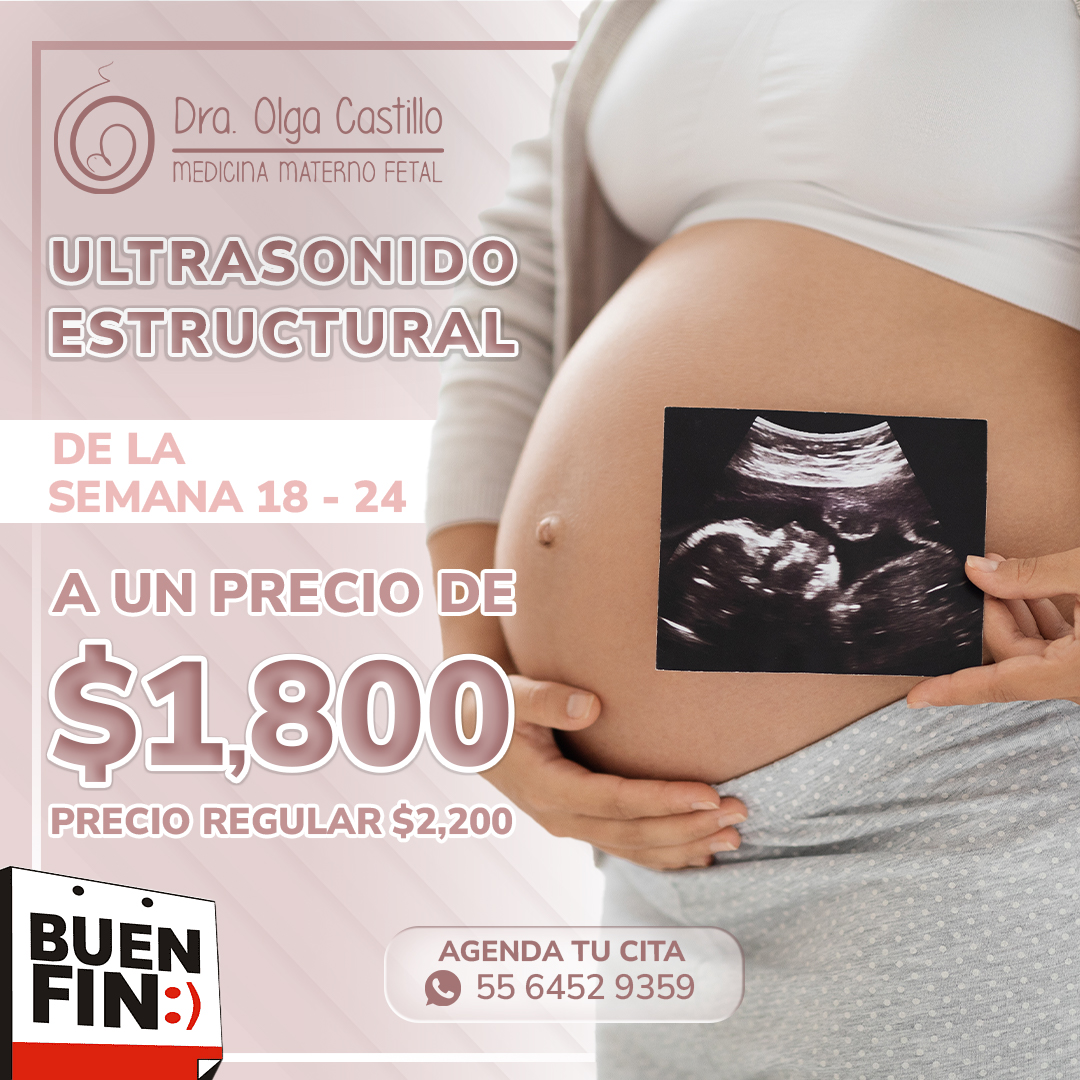 Dra. Olga Castillo
MEDICINA MATERNO FETAL
ULTRASONIDO
ESTRUCTURAL
DE LA
SEMANA 18 - 24
A UN PRECIO DE
$1,800
PRECIO REGULAR $2,200
BUEN
FIN:)
AGENDA TU CITA
55 6452 9359